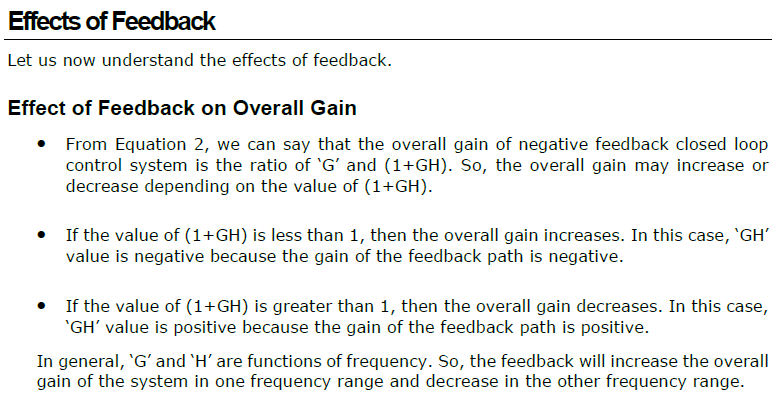 Effects of Feedback
Let us now understand the effects of feedback.
Effect of Feedback on Overall Gain
• From Equation 2, we can say that the overall gain of negative feedback closed loop
control system is the ratio of 'G' and (1+GH). So, the overall gain may increase or
decrease depending on the value of (1+GH).
• If the value of (1+GH) is less than 1, then the overall gain increases. In this case, 'GH'
value is negative because the gain of the feedback path is negative.
• If the value of (1+GH) is greater than 1, then the overall gain decreases. In this case,
'GH' value is positive because the gain of the feedback path is positive.
In general, 'G' and 'H' are functions of frequency. So, the feedback will increase the overall
gain of the system in one frequency range and decrease in the other frequency range.